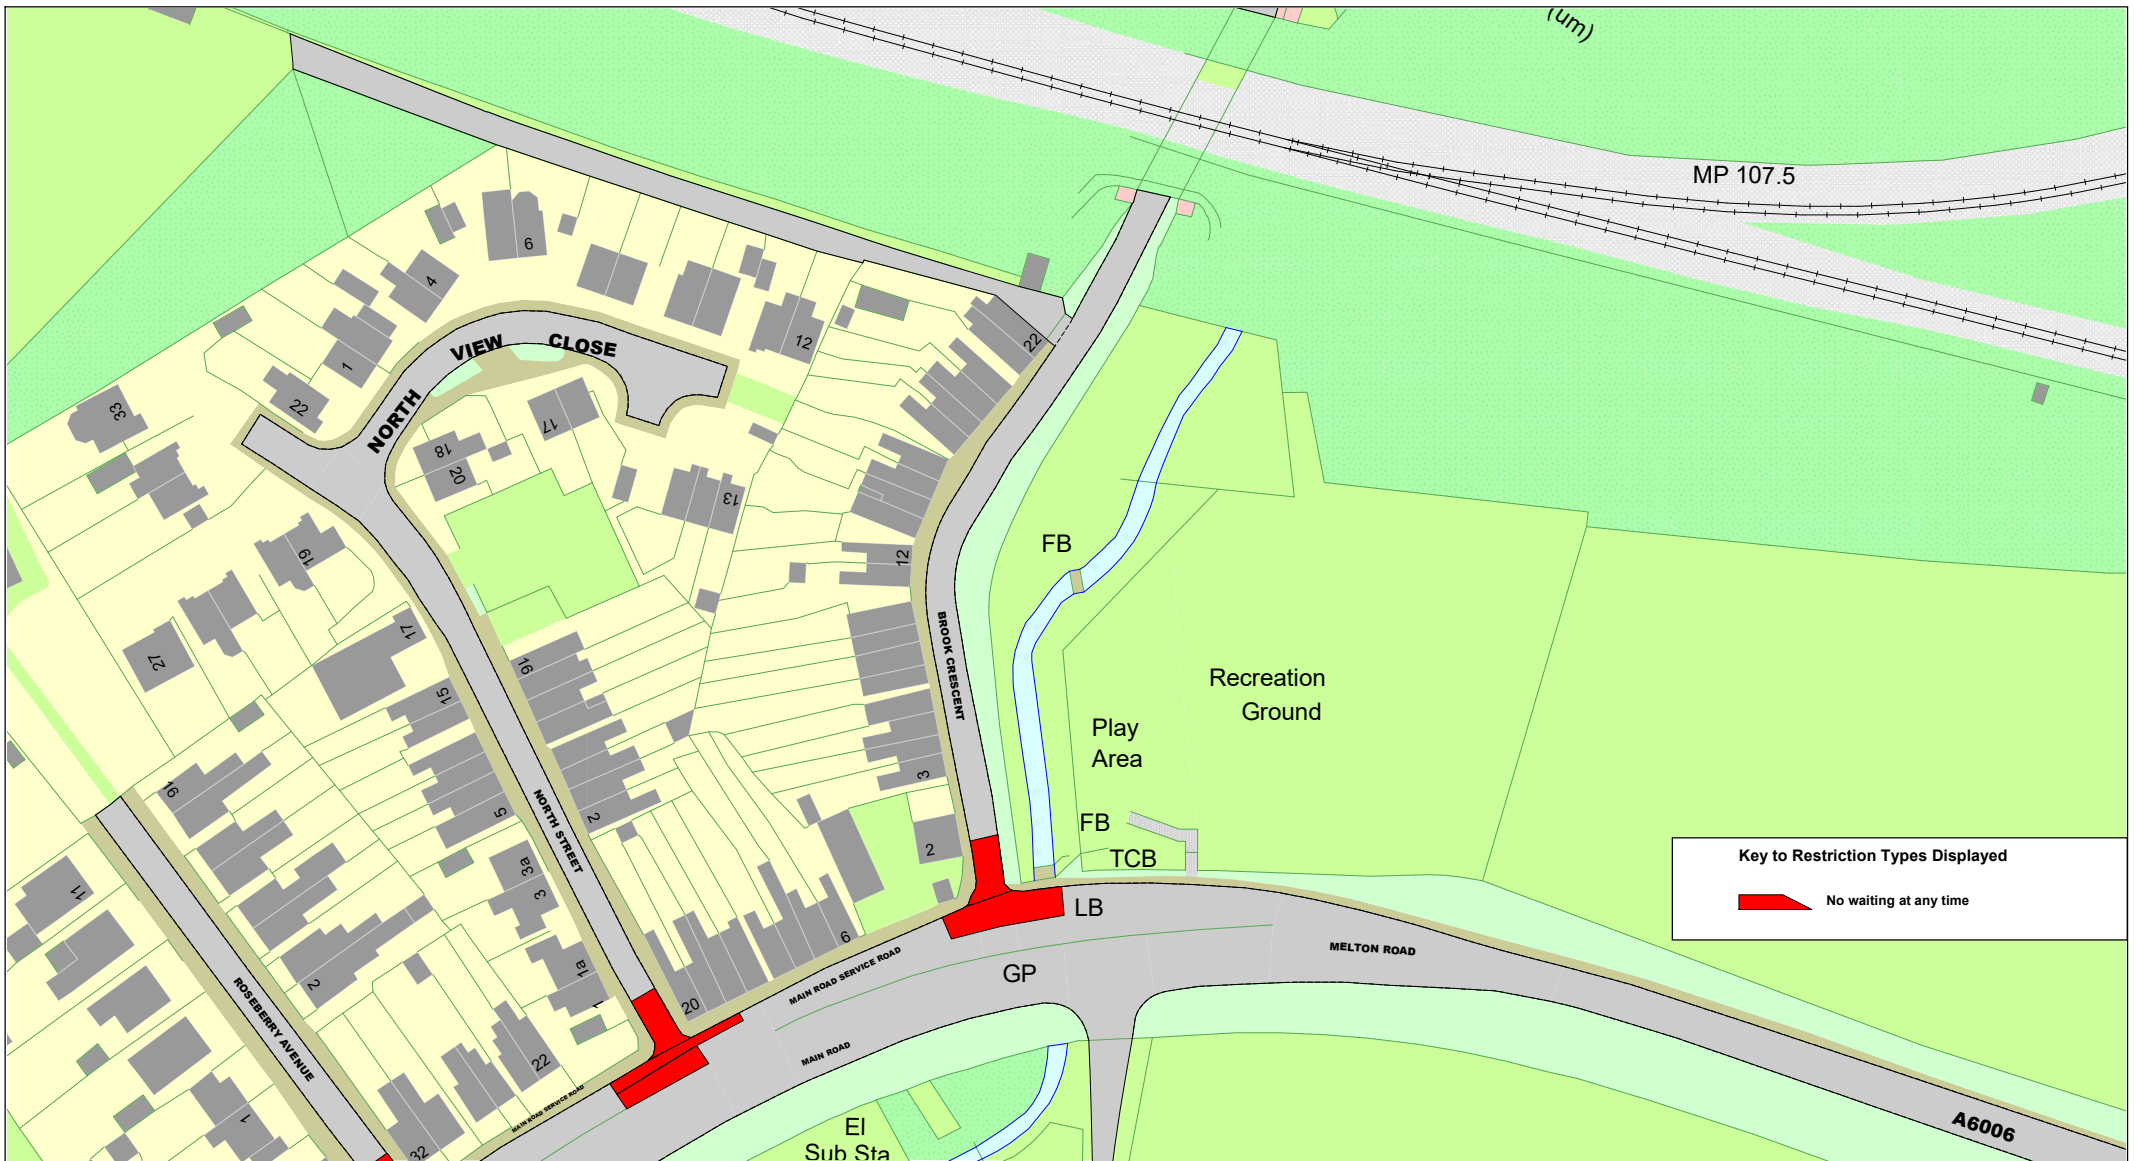 (um)
MP 107.5
6
4
VIEW
CLOSE
12
22
1
22
NORTH
33
17
18
20
13
19
FB
12
BROOK CRESCENT
17
27
16
15
Recreation
Ground
Play
Area
3
16
5
NORTH STREET
2
FB
TCB
2
Key to Restriction Types Displayed
No waiting at any time
3a
3
11
LB
6
MAIN ROAD SERVICE ROAD
MELTON ROAD
1a
GP
2
20
ROSEBERRY AVENUE
MAIN ROAD
22
MAIN ROAD SERVICE ROAD
1
El
Sub Sta
32
A6006